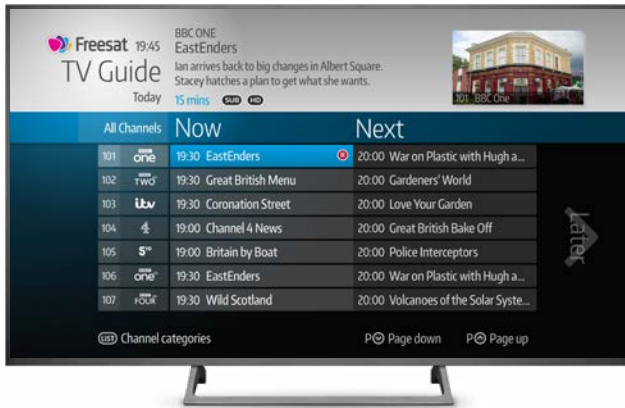 Freesat 19:45
TV Guide
Today
BBC ONE
EastEnders
Ian arrives back to big changes in Albert Square.
Stacey hatches a plan to get what she wants.
15 mins SUB HD
101 BBC One
All Channels Now Next
101 one 19:30 EastEnders 20:00 War on Plastic with Hugh a...
102 TWO 19:30 Great British Menu 20:00 Gardeners' World
103 itv 19:30 Coronation Street 20:00 Love Your Garden
104 4 19:00 Channel 4 News 20:00 Great British Bake Off
105 5 19:00 Britain by Boat 20:00 Police Interceptors
106 one 19:30 EastEnders 20:00 War on Plastic with Hugh a...
107 FOUR 19:30 Wild Scotland 20:00 Volcanoes of the Solar Syste...
Later
LIST Channel categories P Page down P Page up